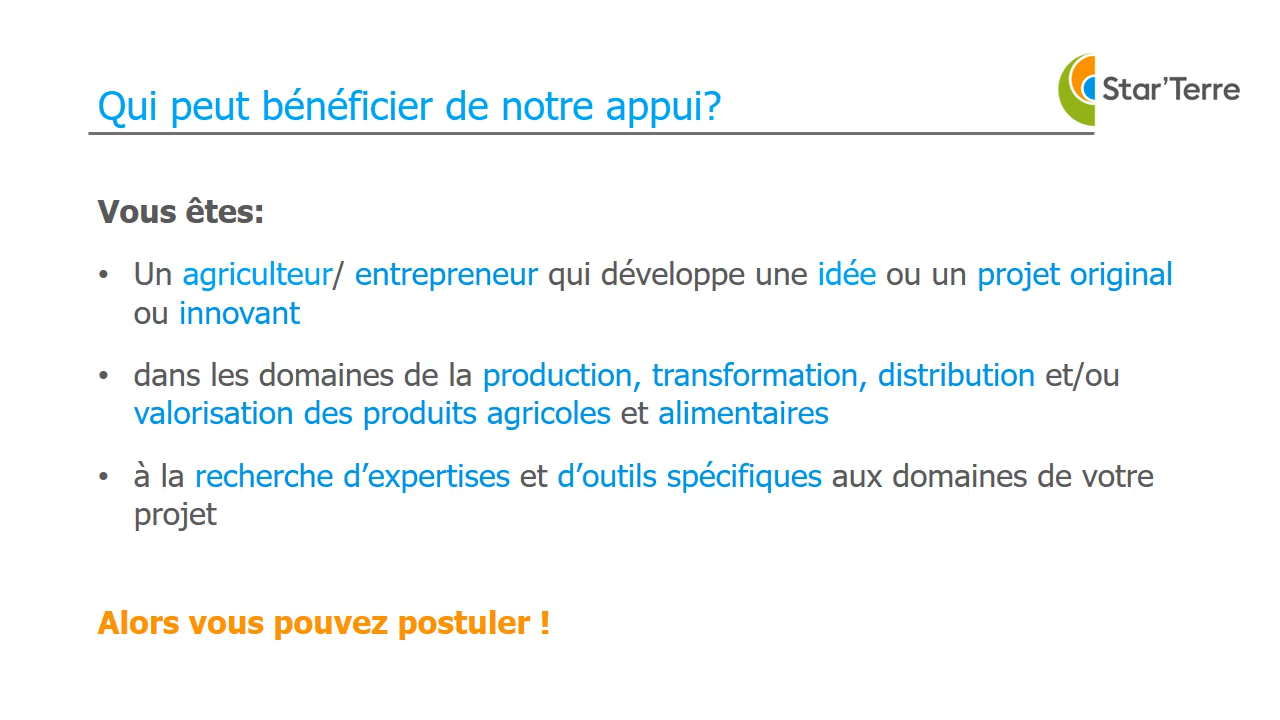 Qui peut bénéficier de notre appui?
Star'Terre
Vous êtes:
• Un agriculteur/ entrepreneur qui développe une idée ou un projet original
ou innovant
• dans les domaines de la production, transformation, distribution et/ou
valorisation des produits agricoles et alimentaires
• à la recherche d’expertises et d’outils spécifiques aux domaines de votre
projet
Alors vous pouvez postuler !